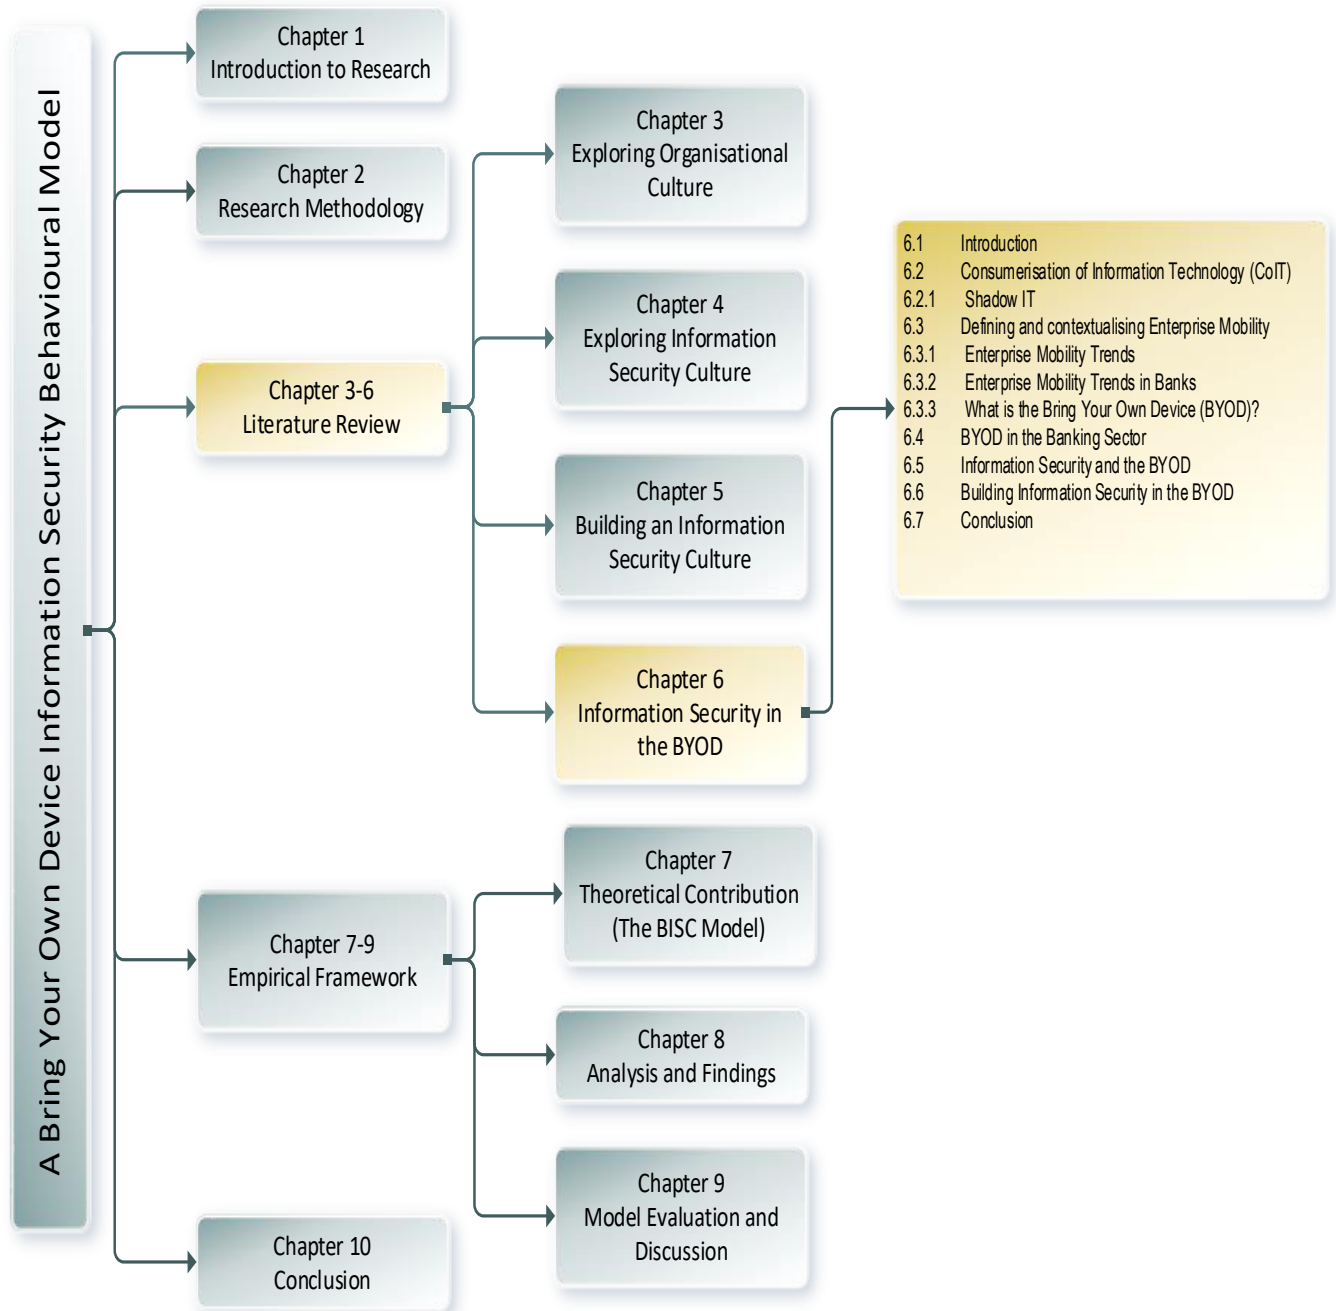 A Bring Your Own Device Information Security Behavioural Model
Chapter 1
Introduction to Research
Chapter 2
Research Methodology
Chapter 3-6
Literature Review
Chapter 3
Exploring Organisational
Culture
Chapter 4
Exploring Information
Security Culture
Chapter 5
Building an Information
Security Culture
Chapter 6
Information Security in
the BYOD
6.1 Introduction
6.2 Consumerisation of Information Technology (CoIT)
6.2.1 Shadow IT
6.3 Defining and contextualising Enterprise Mobility
6.3.1 Enterprise Mobility Trends
6.3.2 Enterprise Mobility Trends in Banks
6.3.3 What is the Bring Your Own Device (BYOD)?
6.4 BYOD in the Banking Sector
6.5 Information Security and the BYOD
6.6 Building Information Security in the BYOD
6.7 Conclusion
Chapter 7-9
Empirical Framework
Chapter 7
Theoretical Contribution
(The BISC Model)
Chapter 8
Analysis and Findings
Chapter 9
Model Evaluation and
Discussion
Chapter 10
Conclusion